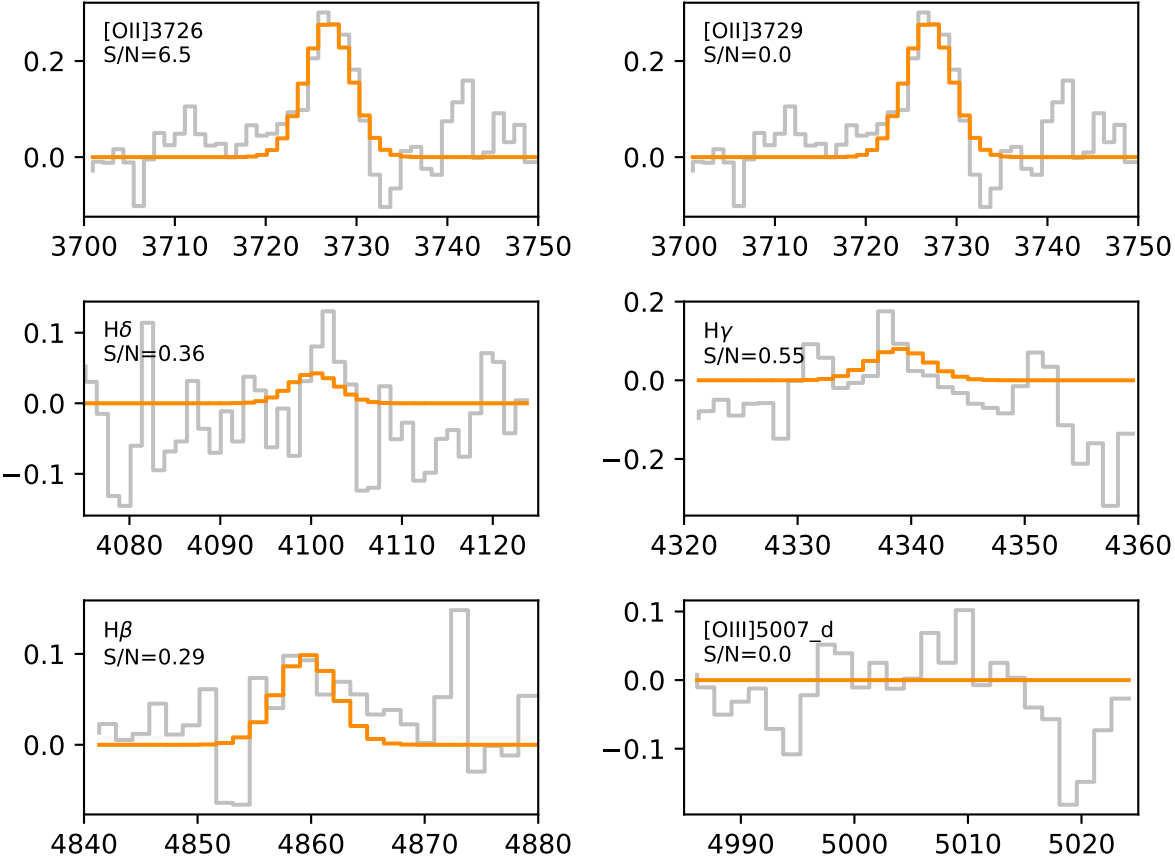 [OII]3726
S/N=6.5
0.2
0.0
3700 3710 3720 3730 3740 3750
[OII]3729
S/N=0.0
0.2
0.0
3700 3710 3720 3730 3740 3750
Hδ
S/N=0.36
0.1
0.0
−0.1
4080 4090 4100 4110 4120
Hγ
S/N=0.55
0.2
0.0
−0.2
4320 4330 4340 4350 4360
Hβ
S/N=0.29
0.1
0.0
4840 4850 4860 4870 4880
[OIII]5007_d
S/N=0.0
0.1
0.0
−0.1
4990 5000 5010 5020